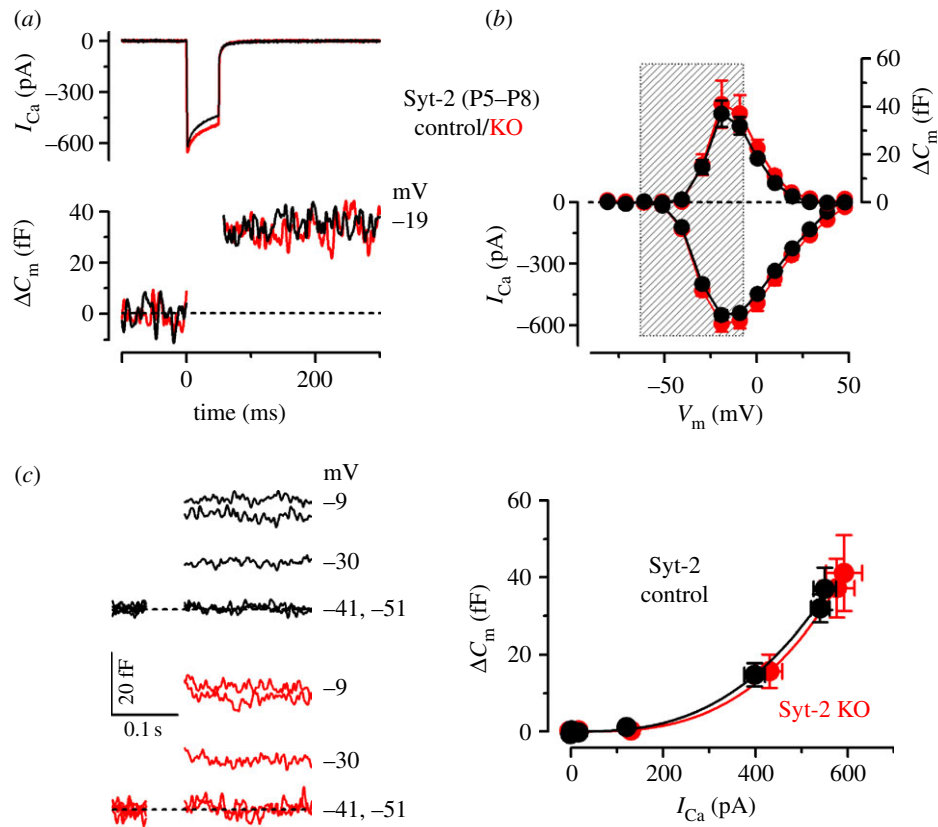 (a)
0
−300
−600
I_Ca (pA)
Syt-2 (P5–P8)
control/KO
40
20
0
ΔC_m (fF)
mV
−19
0
200
time (ms)
(b)
60
40
20
0
ΔC_m (fF)
0
−300
−600
I_Ca (pA)
−50
0
50
V_m (mV)
(c)
mV
−9
−30
−41, −51
20 fF
0.1 s
−9
−30
−41, −51
60
40
20
0
ΔC_m (fF)
Syt-2
control
Syt-2 KO
0
200
400
600
I_Ca (pA)